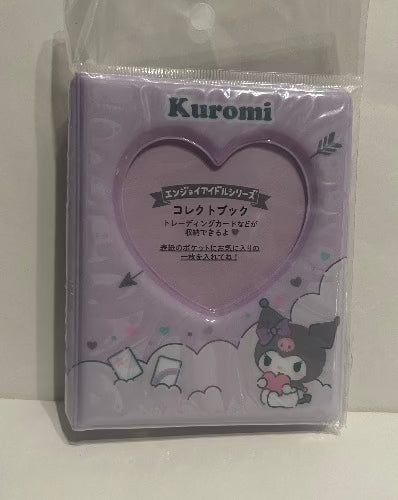 Kuromi
エンジョイアイドルシリーズ
コレクトブック
トレーディングカードなどが
収納できるよ♥
表紙のポケットにお気に入りの
一枚を入れてね!